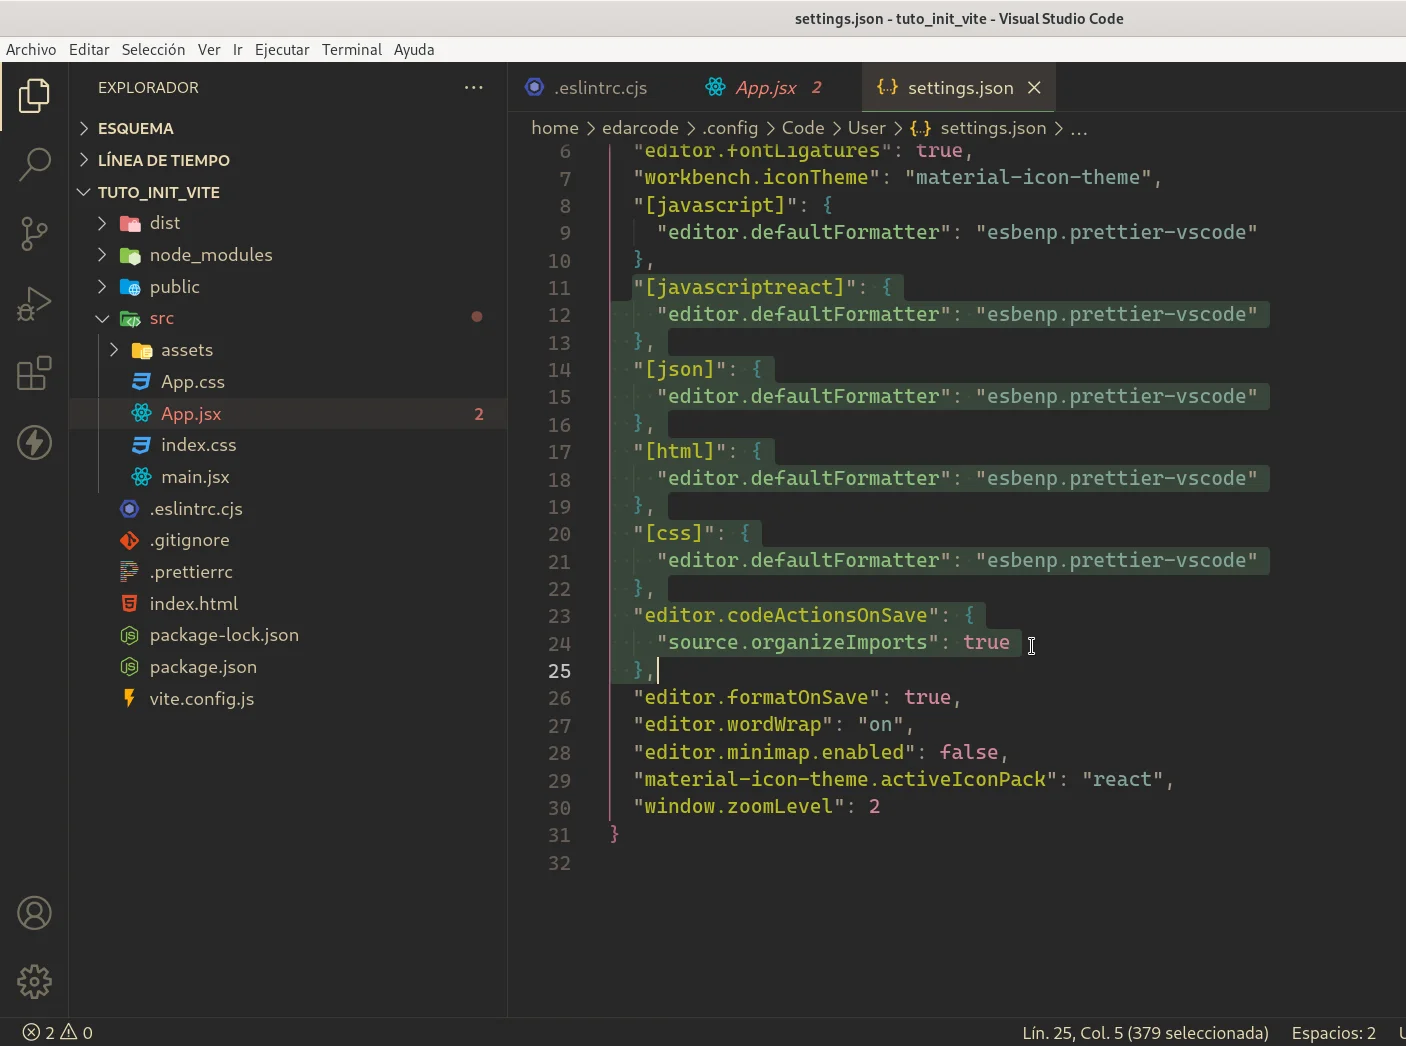 settings.json - tuto_init_vite - Visual Studio Code
Archivo Editar Selección Ver Ir Ejecutar Terminal Ayuda
EXPLORADOR ...
ESQUEMA
LÍNEA DE TIEMPO
TUTO_INIT_VITE
dist
node_modules
public
src
assets
App.css
App.jsx 2
index.css
main.jsx
.eslintrc.cjs
.gitignore
.prettierrc
index.html
package-lock.json
package.json
vite.config.js
.eslintrc.cjs App.jsx 2 {..} settings.json
home > edarcode > .config > Code > User > {..} settings.json > ...
6 "editor.fontLigatures": true,
7 "workbench.iconTheme": "material-icon-theme",
8 "[javascript]": {
9 "editor.defaultFormatter": "esbenp.prettier-vscode"
10 },
11 "[javascriptreact]": {
12 "editor.defaultFormatter": "esbenp.prettier-vscode"
13 },
14 "[json]": {
15 "editor.defaultFormatter": "esbenp.prettier-vscode"
16 },
17 "[html]": {
18 "editor.defaultFormatter": "esbenp.prettier-vscode"
19 },
20 "[css]": {
21 "editor.defaultFormatter": "esbenp.prettier-vscode"
22 },
23 "editor.codeActionsOnSave": {
24 "source.organizeImports": true
25 },
26 "editor.formatOnSave": true,
27 "editor.wordWrap": "on",
28 "editor.minimap.enabled": false,
29 "material-icon-theme.activeIconPack": "react",
30 "window.zoomLevel": 2
31 }
32
2 0 Lín. 25, Col. 5 (379 seleccionada) Espacios: 2